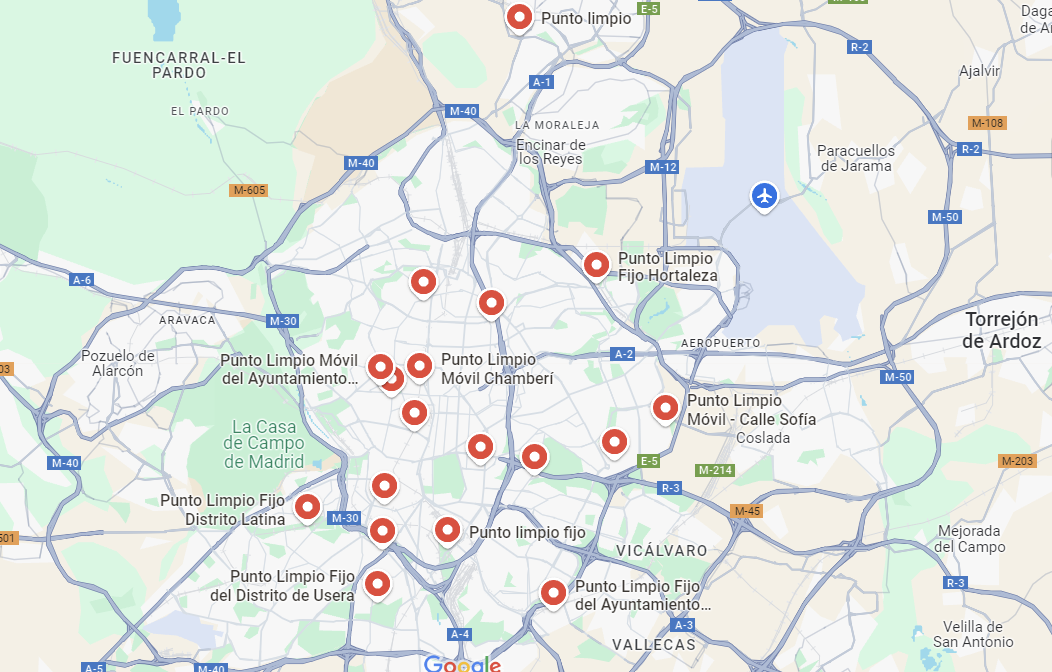 Punto limpio
E-5
M-100
Daga
de Ar
FUENCARRAL-EL
PARDO
R-2
A-1
Ajalvir
EL PARDO
M-40
LA MORALEJA
M-108
Encinar de
los Reyes
R-2
M-40
M-12
Paracuellos
de Jarama
M-605
M-50
Punto Limpio
Fijo Hortaleza
A-6
ARAVACA
M-30
Torrejón
de Ardoz
AEROPUERTO
Pozuelo de
Alarcón
Punto Limpio Móvil
del Ayuntamiento...
Punto Limpio
Móvil Chamberí
A-2
03
M-50
Punto Limpio
Móvil - Calle Sofía
Coslada
La Casa
de Campo
de Madrid
M-40
E-5
M-214
M-203
R-3
Punto Limpio Fijo
Distrito Latina
M-30
M-45
501
Punto limpio fijo
VICÁLVARO
Mejorada
del Campo
Punto Limpio Fijo
del Distrito de Usera
Punto Limpio Fijo
del Ayuntamiento...
R-3
A-4
A-3
VALLECAS
Velilla de
San Antonio
A-5
M-40
Google